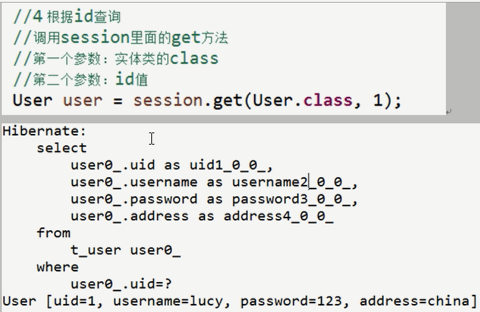 //4 根据id查询
//调用session里面的get方法
//第一个参数：实体类的class
//第二个参数：id值
User user = session.get(User.class, 1);
Hibernate:
select
user0_.uid as uid1_0_0_,
user0_.username as username2_0_0_,
user0_.password as password3_0_0_,
user0_.address as address4_0_0_
from
t_user user0_
where
user0_.uid=?
User [uid=1, username=lucy, password=123, address=china]